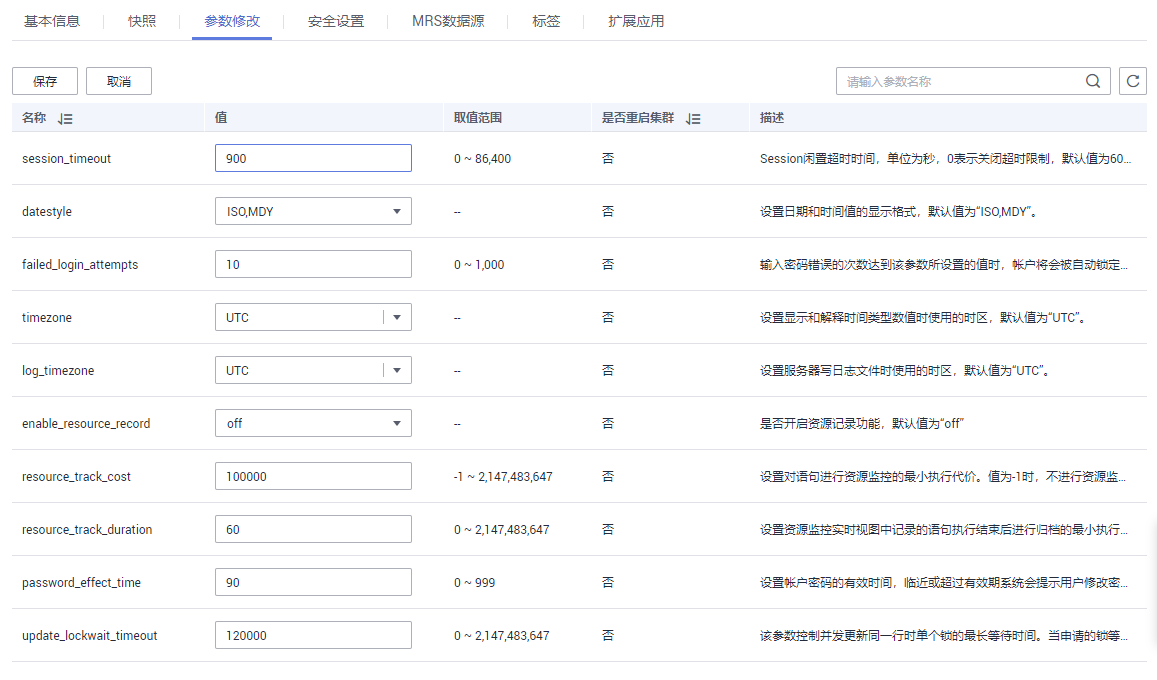 基本信息 快照 参数修改 安全设置 MRS数据源 标签 扩展应用
保存 取消 请输入参数名称
名称 值 取值范围 是否重启集群 描述
session_timeout 900 0 ~ 86,400 否 Session闲置超时时间，单位为秒，0表示关闭超时限制，默认值为60...
datestyle ISO,MDY -- 否 设置日期和时间值的显示格式，默认值为“ISO,MDY”。
failed_login_attempts 10 0 ~ 1,000 否 输入密码错误的次数达到该参数所设置的值时，帐户将会被自动锁定...
timezone UTC -- 否 设置显示和解释时间类型数值时使用的时区，默认值为“UTC”。
log_timezone UTC -- 否 设置服务器写日志文件时使用的时区，默认值为“UTC”。
enable_resource_record off -- 否 是否开启资源记录功能，默认值为“off”
resource_track_cost 100000 -1 ~ 2,147,483,647 否 设置对语句进行资源监控的最小执行代价。值为-1时，不进行资源监...
resource_track_duration 60 0 ~ 2,147,483,647 否 设置资源监控实时视图中记录的语句执行结束后进行归档的最小执行...
password_effect_time 90 0 ~ 999 否 设置帐户密码的有效时间，临近或超过有效期系统会提示用户修改密...
update_lockwait_timeout 120000 0 ~ 2,147,483,647 否 该参数控制并发更新同一行时单个锁的最长等待时间。当申请的锁等...